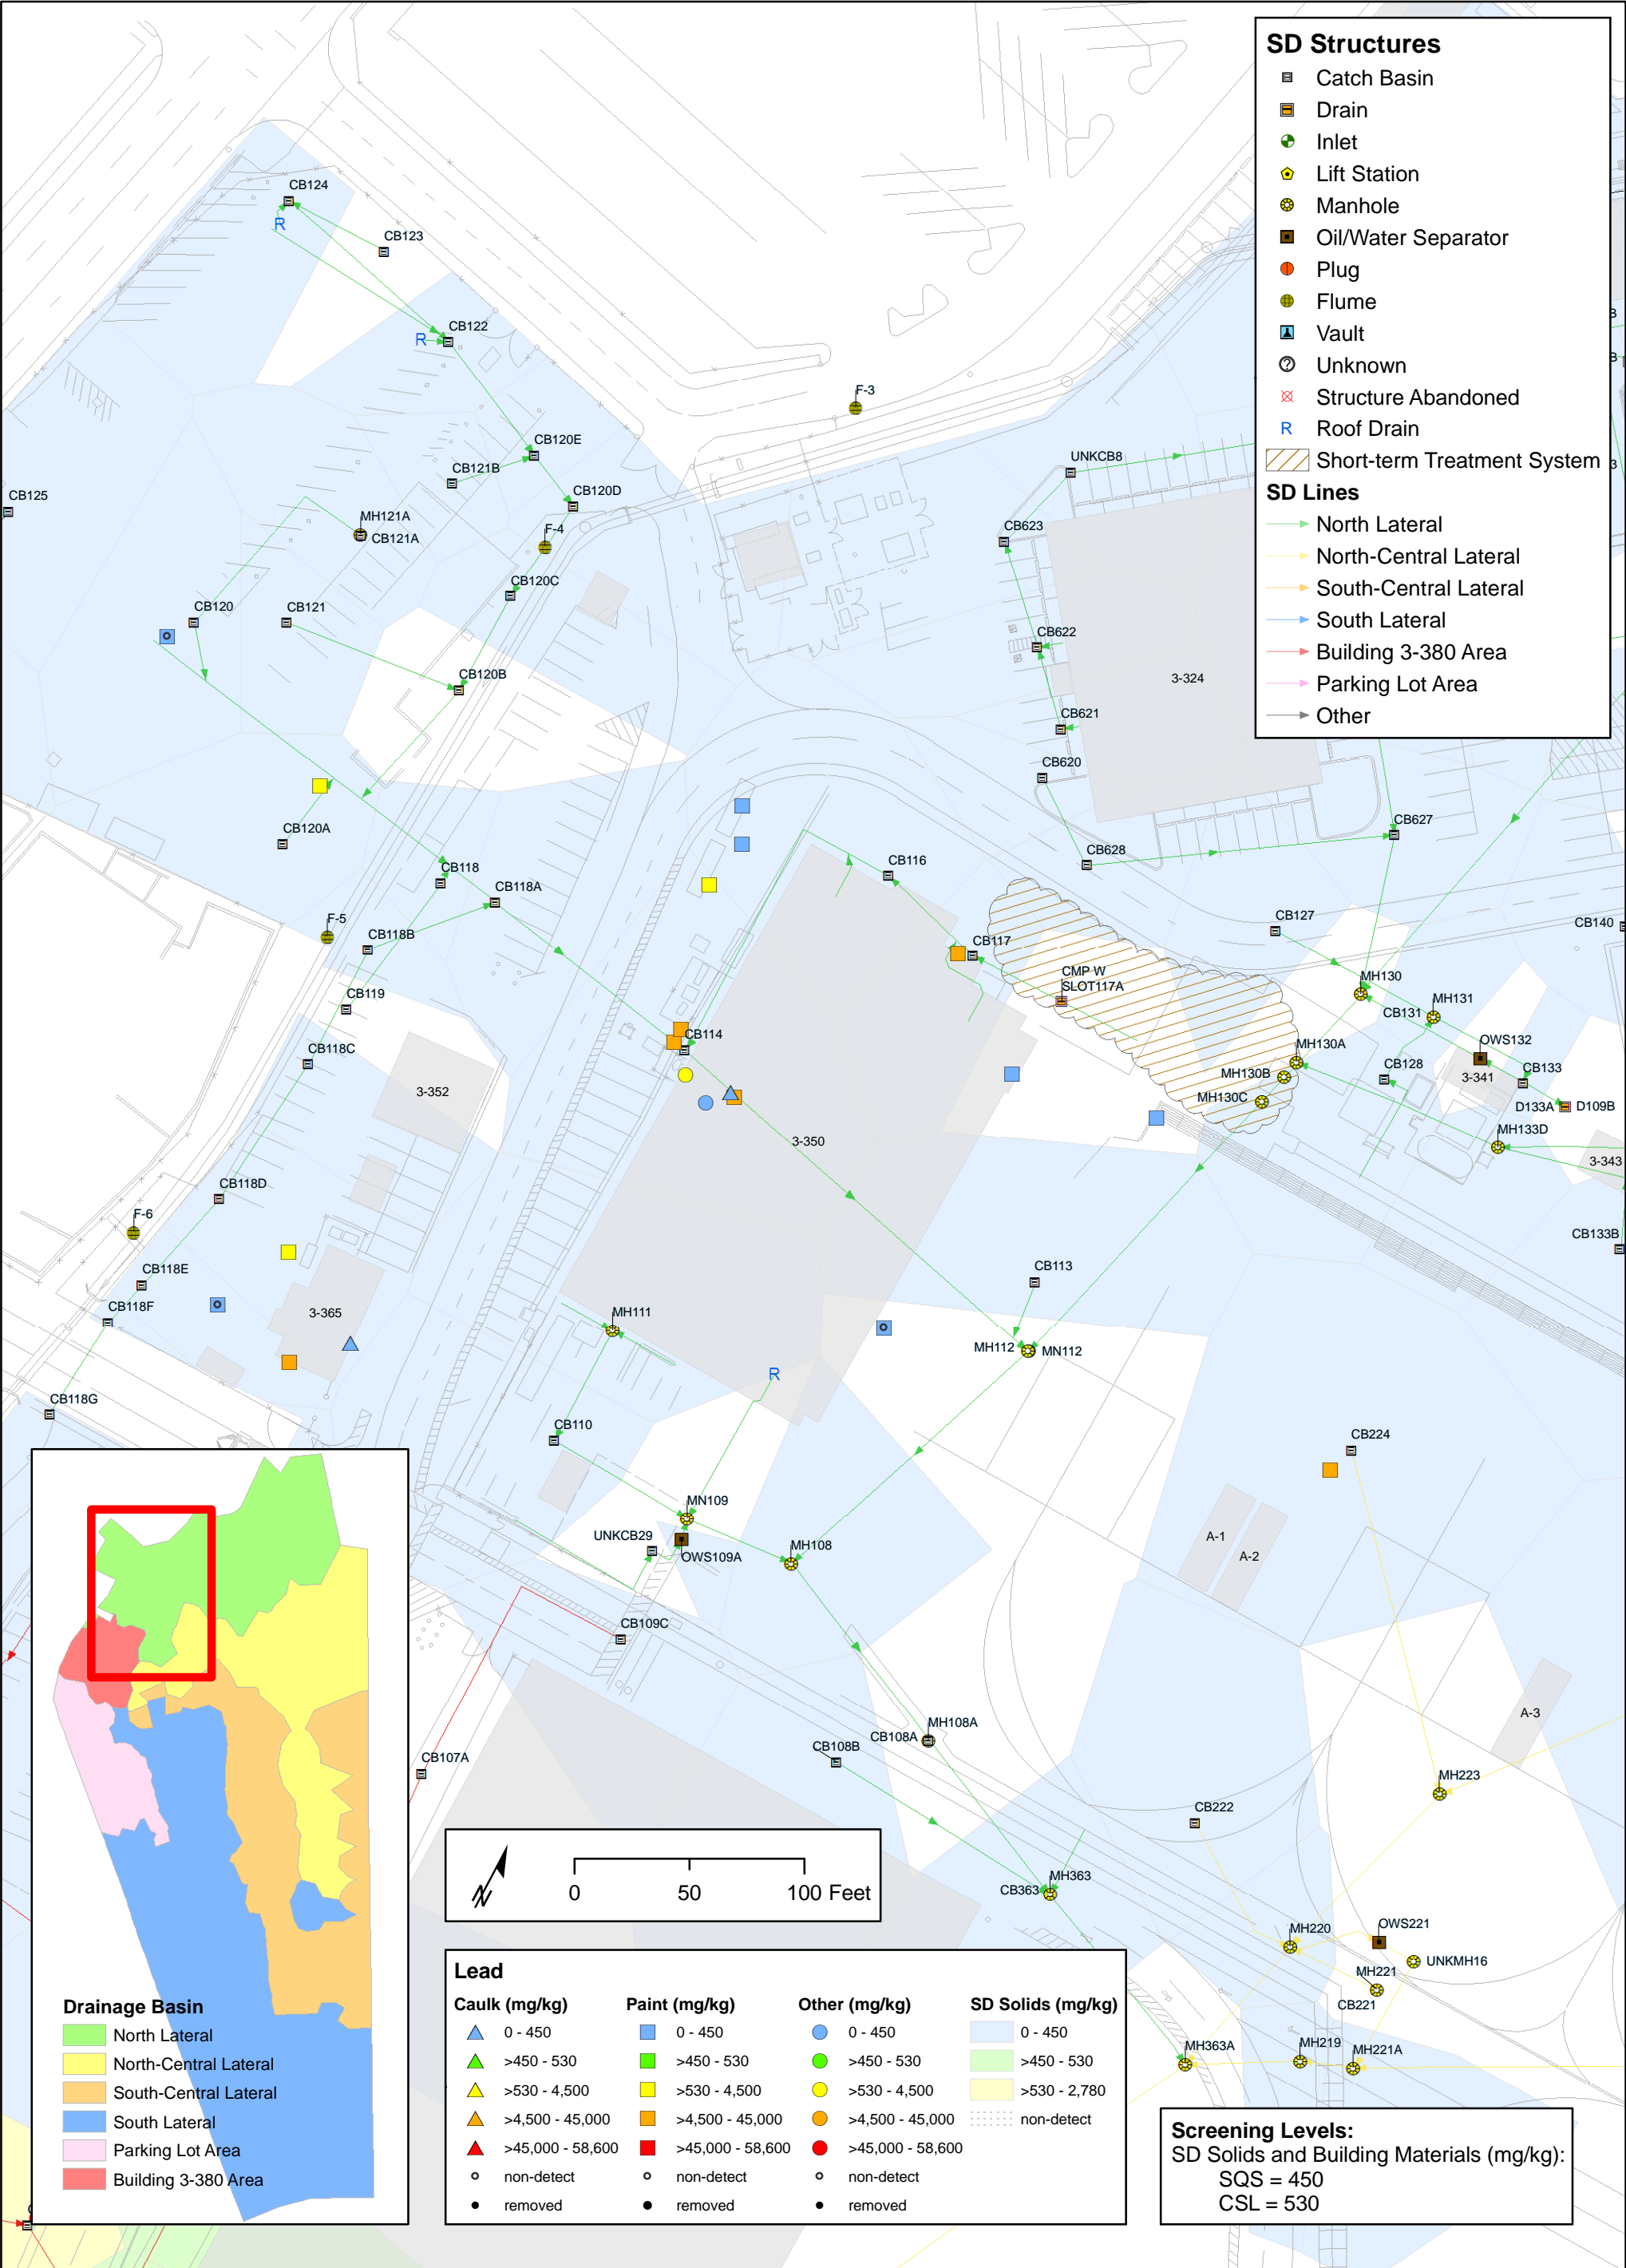 SD Structures
Catch Basin
Drain
Inlet
Lift Station
Manhole
Oil/Water Separator
Plug
Flume
Vault
Unknown
Structure Abandoned
R Roof Drain
Short-term Treatment System
SD Lines
North Lateral
North-Central Lateral
South-Central Lateral
South Lateral
Building 3-380 Area
Parking Lot Area
Other
CB124
R
CB123
CB122
R
F-3
CB120E
CB121B
UNKCB8
CB125
CB120D
MH121A
CB121A
F-4
CB623
CB120C
CB120
CB121
CB622
CB120B
3-324
CB621
CB620
CB627
CB120A
CB628
CB118
CB116
CB118A
F-5
CB127
CB140
CB118B
CB117
CMP W
SLOT117A
MH130
MH131
CB119
CB131
CB114
OWS132
MH130A
CB118C
CB128
MH130B
3-341
CB133
3-352
MH130C
D133A
D109B
3-350
MH133D
3-343
CB118D
F-6
CB133B
CB118E
CB113
CB118F
3-365
MH111
MH112
MN112
R
CB118G
CB110
CB224
MN109
UNKCB29
OWS109A
MH108
A-1
A-2
CB109C
A-3
MH108A
CB108A
CB108B
CB107A
MH223
CB222
MH363
CB363
MH220
OWS221
UNKMH16
MH221
CB221
MH363A
MH219
MH221A
N
0 50 100 Feet
Drainage Basin
North Lateral
North-Central Lateral
South-Central Lateral
South Lateral
Parking Lot Area
Building 3-380 Area
Lead
Caulk (mg/kg) Paint (mg/kg) Other (mg/kg) SD Solids (mg/kg)
0 - 450 0 - 450 0 - 450 0 - 450
>450 - 530 >450 - 530 >450 - 530 >450 - 530
>530 - 4,500 >530 - 4,500 >530 - 4,500 >530 - 2,780
>4,500 - 45,000 >4,500 - 45,000 >4,500 - 45,000 non-detect
>45,000 - 58,600 >45,000 - 58,600 >45,000 - 58,600
non-detect non-detect non-detect
removed removed removed
Screening Levels:
SD Solids and Building Materials (mg/kg):
SQS = 450
CSL = 530